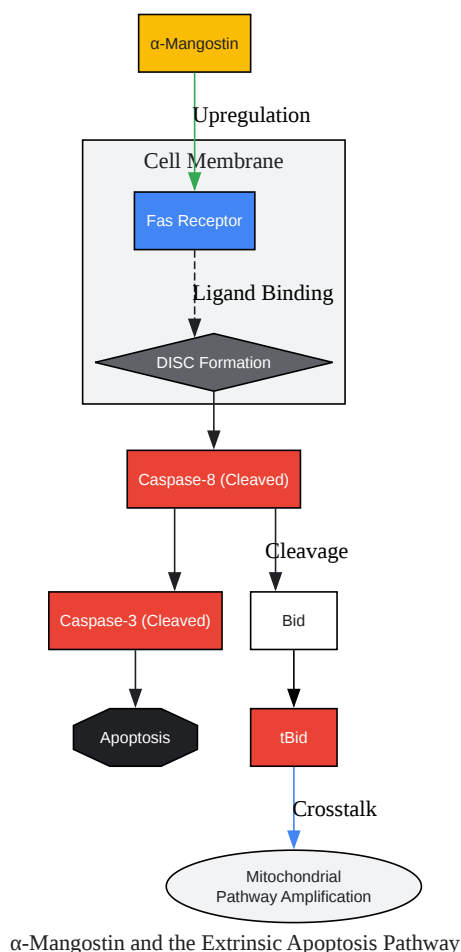 α-Mangostin
Upregulation
Cell Membrane
Fas Receptor
Ligand Binding
DISC Formation
Caspase-8 (Cleaved)
Cleavage
Caspase-3 (Cleaved)
Bid
Apoptosis
tBid
Crosstalk
Mitochondrial
Pathway Amplification
α-Mangostin and the Extrinsic Apoptosis Pathway